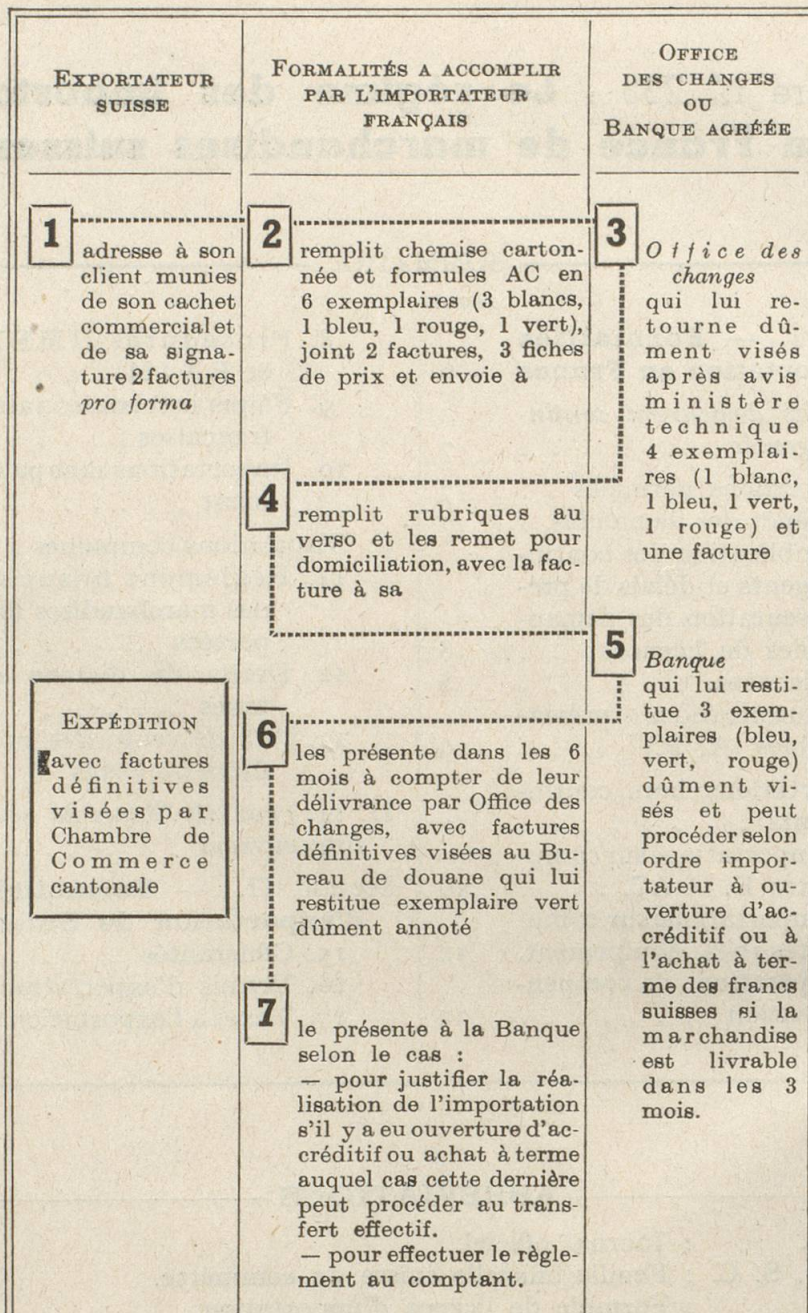 EXPORTATEUR
SUISSE
FORMALITÉS A ACCOMPLIR
PAR L'IMPORTATEUR
FRANÇAIS
OFFICE
DES CHANGES
OU
BANQUE AGRÉÉE
1
adresse à son
client munies
de son cachet
commercial et
de sa signa-
ture 2 factures
pro forma
2
remplit chemise carton-
née et formules AC en
6 exemplaires (3 blancs,
1 bleu, 1 rouge, 1 vert),
joint 2 factures, 3 fiches
de prix et envoie à
3
Office des
changes
qui lui re-
tourne dû-
ment visés
après avis
ministère
technique
4 exemplai-
res (1 blanc,
1 bleu, 1 vert,
1 rouge) et
une facture
4
remplit rubriques au
verso et les remet pour
domiciliation, avec la fac-
ture à sa
5
Banque
qui lui resti-
tue 3 exem-
plaires (bleu,
vert, rouge)
dûment vi-
sés et peut
procéder selon
ordre impor-
tateur à ou-
verture d'ac-
créditif ou à
l'achat à ter-
me des francs
suisses si la
marchandise
est livrable
dans les 3
mois.
EXPÉDITION
avec factures
définitives
visées par
Chambre de
Commerce
cantonale
6
les présente dans les 6
mois à compter de leur
délivrance par Office des
changes, avec factures
définitives visées au Bu-
reau de douane qui lui
restitue exemplaire vert
dûment annoté
7
le présente à la Banque
selon le cas :
— pour justifier la réa-
lisation de l'importation
s'il y a eu ouverture d'ac-
créditif ou achat à terme
auquel cas cette dernière
peut procéder au trans-
fert effectif.
— pour effectuer le règle-
ment au comptant.